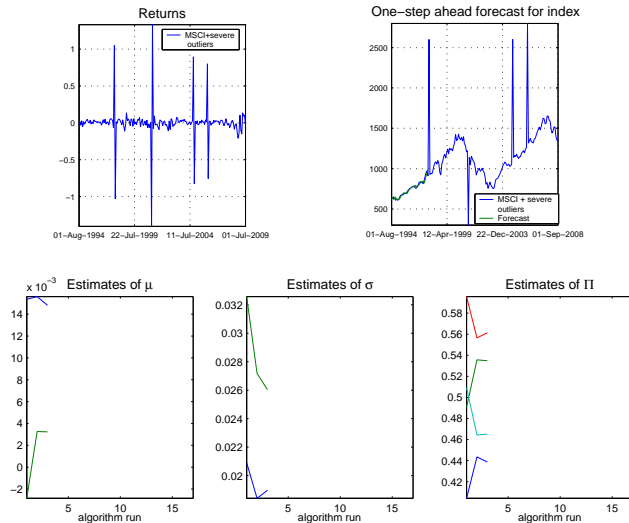 Returns
MSCI+severe
outliers
1
0.5
0
−0.5
−1
01−Aug−1994
22−Jul−1999
11−Jul−2004
01−Jul−2009
One−step ahead forecast for index
2500
2000
1500
1000
500
MSCI + severe
outliers
Forecast
01−Aug−1994
12−Apr−1999
22−Dec−2003
01−Sep−2008
Estimates of μ
x 10⁻³
14
12
10
8
6
4
2
0
−2
5
10
15
algorithm run
Estimates of σ
0.032
0.03
0.028
0.026
0.024
0.022
0.02
5
10
15
algorithm run
Estimates of Π
0.58
0.56
0.54
0.52
0.5
0.48
0.46
0.44
0.42
5
10
15
algorithm run